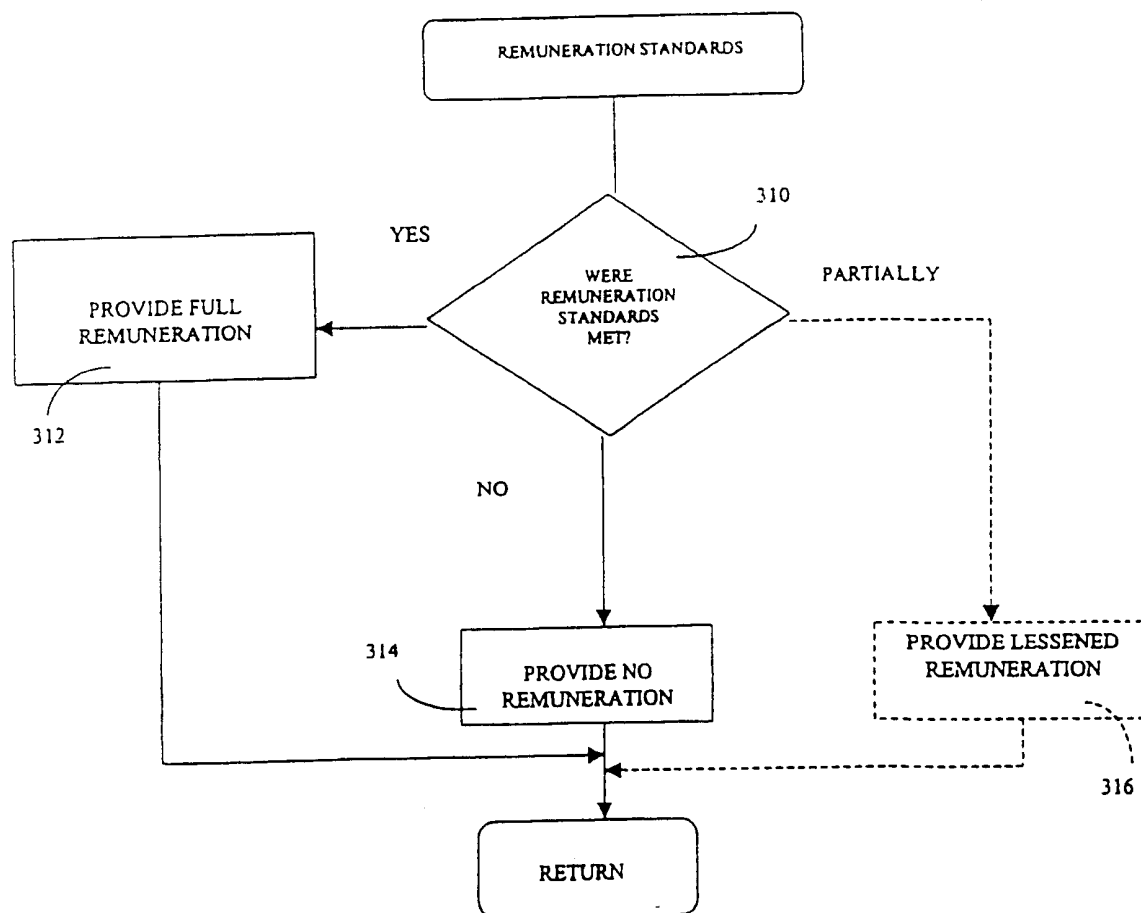 REMUNERATION STANDARDS
310
YES
WERE
REMUNERATION
STANDARDS
MET?
PARTIALLY
PROVIDE FULL
REMUNERATION
312
NO
314
PROVIDE NO
REMUNERATION
PROVIDE LESSENED
REMUNERATION
316
RETURN